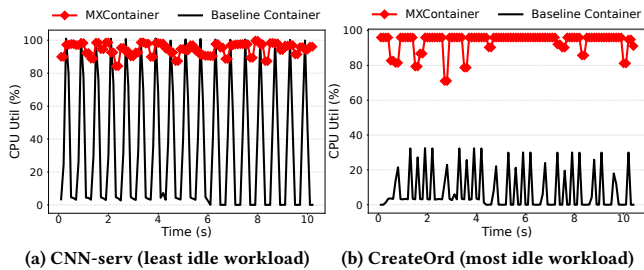 MXContainer Baseline Container
CPU Util (%)
100
80
60
40
20
0
0 2 4 6 8 10
Time (s)
(a) CNN-serv (least idle workload)
MXContainer Baseline Container
CPU Util (%)
100
80
60
40
20
0
0 2 4 6 8 10
Time (s)
(b) CreateOrd (most idle workload)